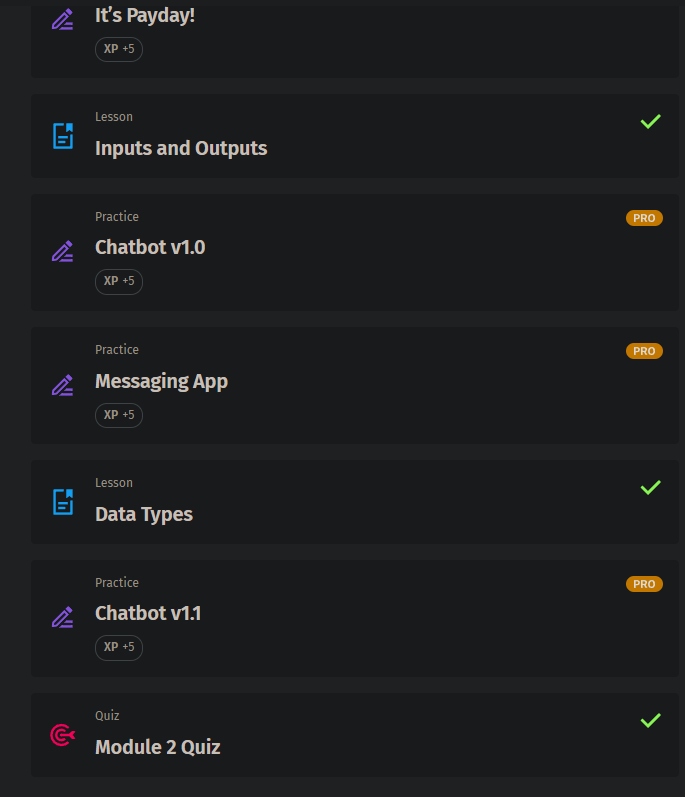 It’s Payday!
XP +5
Lesson
Inputs and Outputs
Practice
PRO
Chatbot v1.0
XP +5
Practice
PRO
Messaging App
XP +5
Lesson
Data Types
Practice
PRO
Chatbot v1.1
XP +5
Quiz
Module 2 Quiz